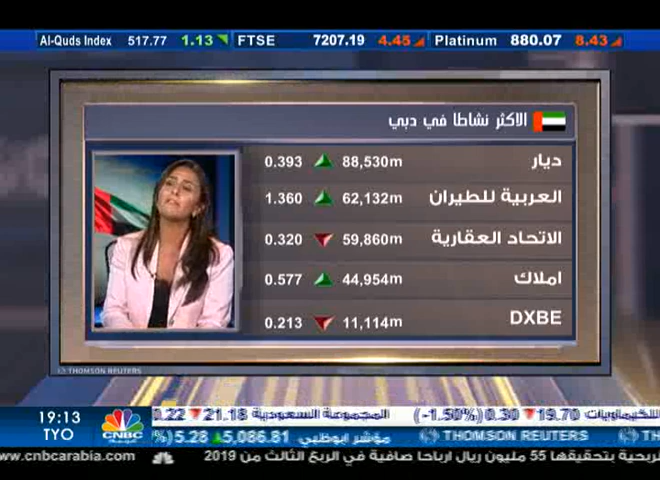 Al-Quds Index 517.77 1.13 FTSE 7207.19 4.45 Platinum 880.07 8.43
الاكثر نشاطا في دبي
ديار 88,530m 0.393
العربية للطيران 62,132m 1.360
الاتحاد العقارية 59,860m 0.320
املاك 44,954m 0.577
DXBE 11,114m 0.213
© THOMSON REUTERS
19:13
TYO
CNBC
للكيماويات 19.70 0.30 (-1.50%) المجموعة السعودية 21.18 0.22
THOMSON REUTERS مؤشر ابوظبي 5,086.81 5.28
الربحية بتحقيقها 55 مليون ريال ارباحا صافية في الربع الثالث من 2019
www.cnbcarabia.com